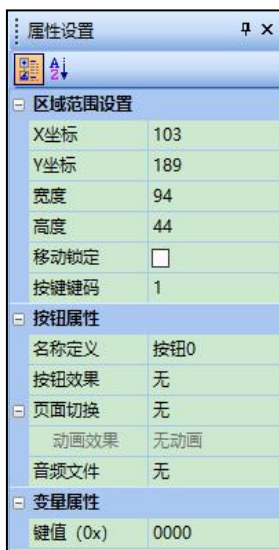 属性设置
A
Z
区域范围设置
X坐标 103
Y坐标 189
宽度 94
高度 44
移动锁定
按键键码 1
按钮属性
名称定义 按钮0
按钮效果 无
页面切换 无
动画效果 无动画
音频文件 无
变量属性
键值 (0x) 0000